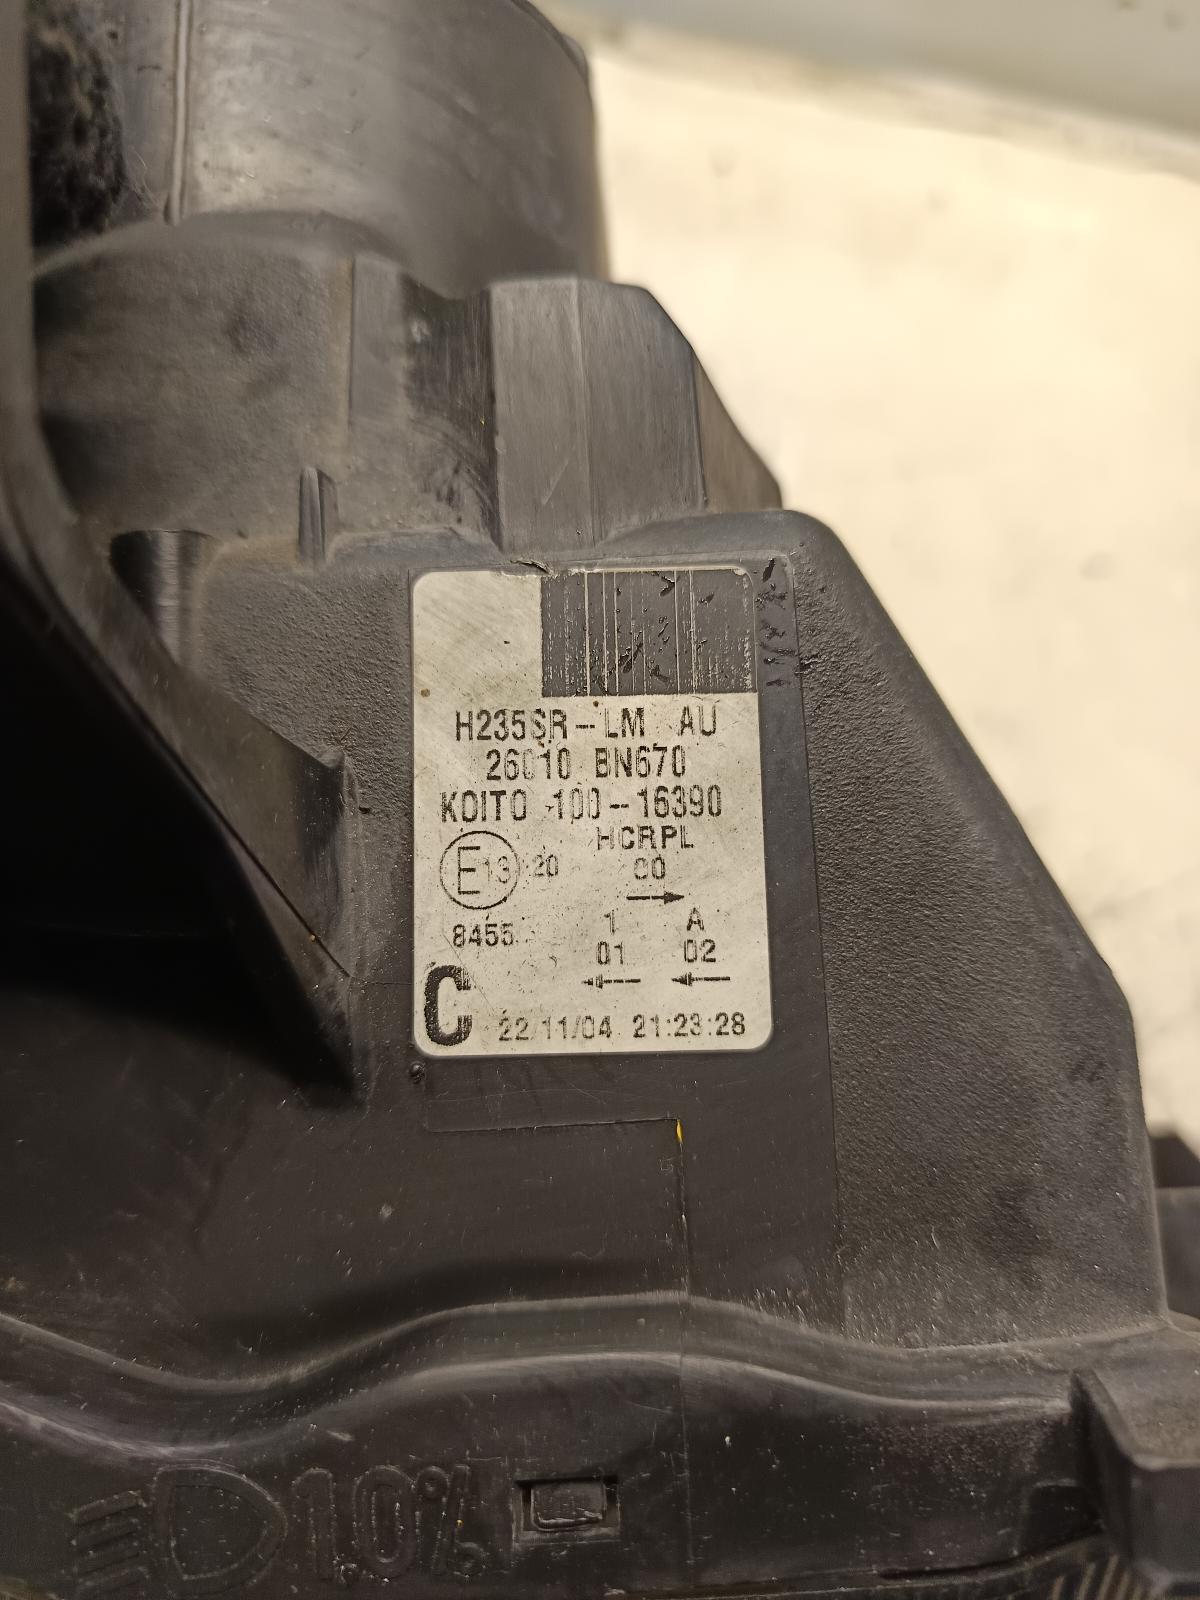 H235SR-LM AU
26010 BN670
KOITO 100-16390
HCRPL
E13 20 00
8455 1 A
01 02
C 22/11/04 21:23:28
1.0%